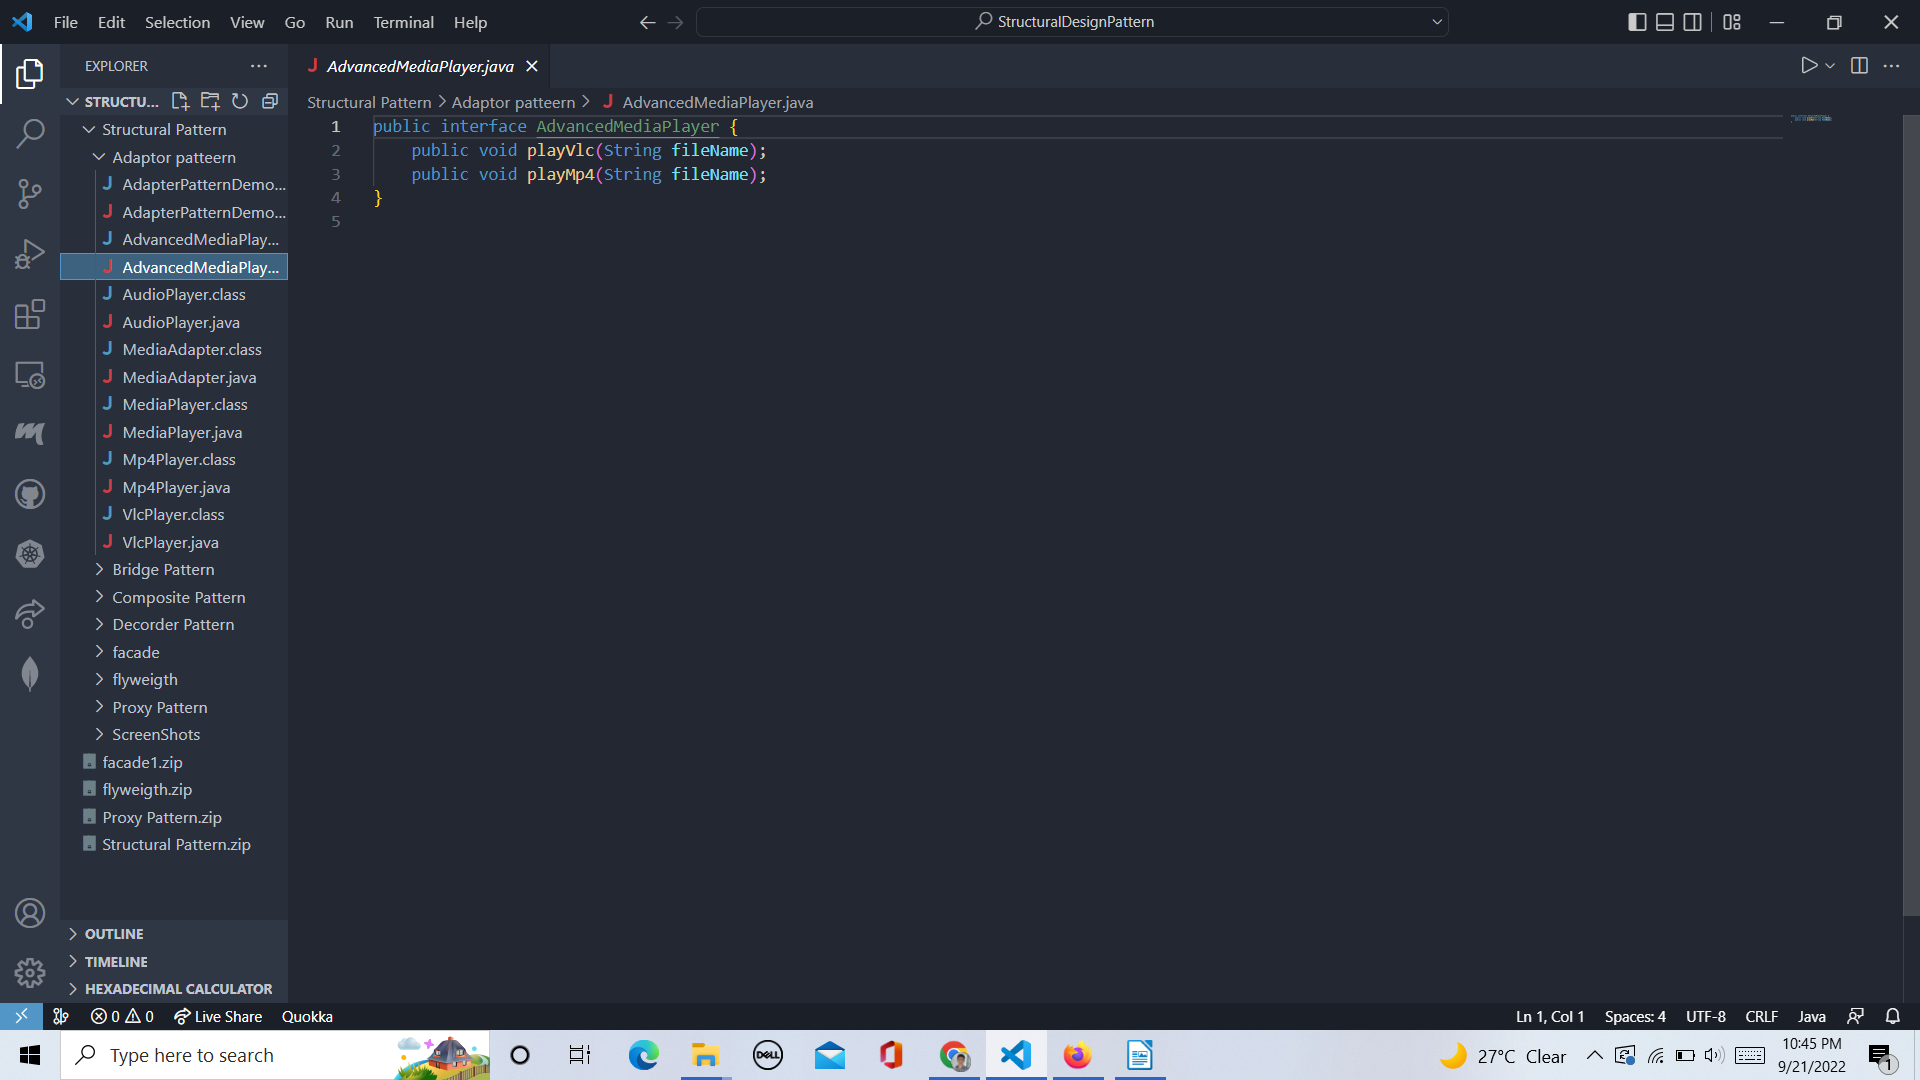 File Edit Selection View Go Run Terminal Help
StructuralDesignPattern
EXPLORER
AdvancedMediaPlayer.java
STRUCTU...
Structural Pattern > Adaptor patteern > J AdvancedMediaPlayer.java
Structural Pattern
Adaptor patteern
J AdapterPatternDemo...
J AdapterPatternDemo...
J AdvancedMediaPlay...
J AdvancedMediaPlay...
J AudioPlayer.class
J AudioPlayer.java
J MediaAdapter.class
J MediaAdapter.java
J MediaPlayer.class
J MediaPlayer.java
J Mp4Player.class
J Mp4Player.java
J VlcPlayer.class
J VlcPlayer.java
Bridge Pattern
Composite Pattern
Decorder Pattern
facade
flyweigth
Proxy Pattern
ScreenShots
facade1.zip
flyweigth.zip
Proxy Pattern.zip
Structural Pattern.zip
OUTLINE
TIMELINE
HEXADECIMAL CALCULATOR
1 public interface AdvancedMediaPlayer {
2 public void playVlc(String fileName);
3 public void playMp4(String fileName);
4 }
5
0 0 Live Share Quokka
Ln 1, Col 1 Spaces: 4 UTF-8 CRLF Java
Type here to search
DELL
27°C Clear
10:45 PM
9/21/2022
1